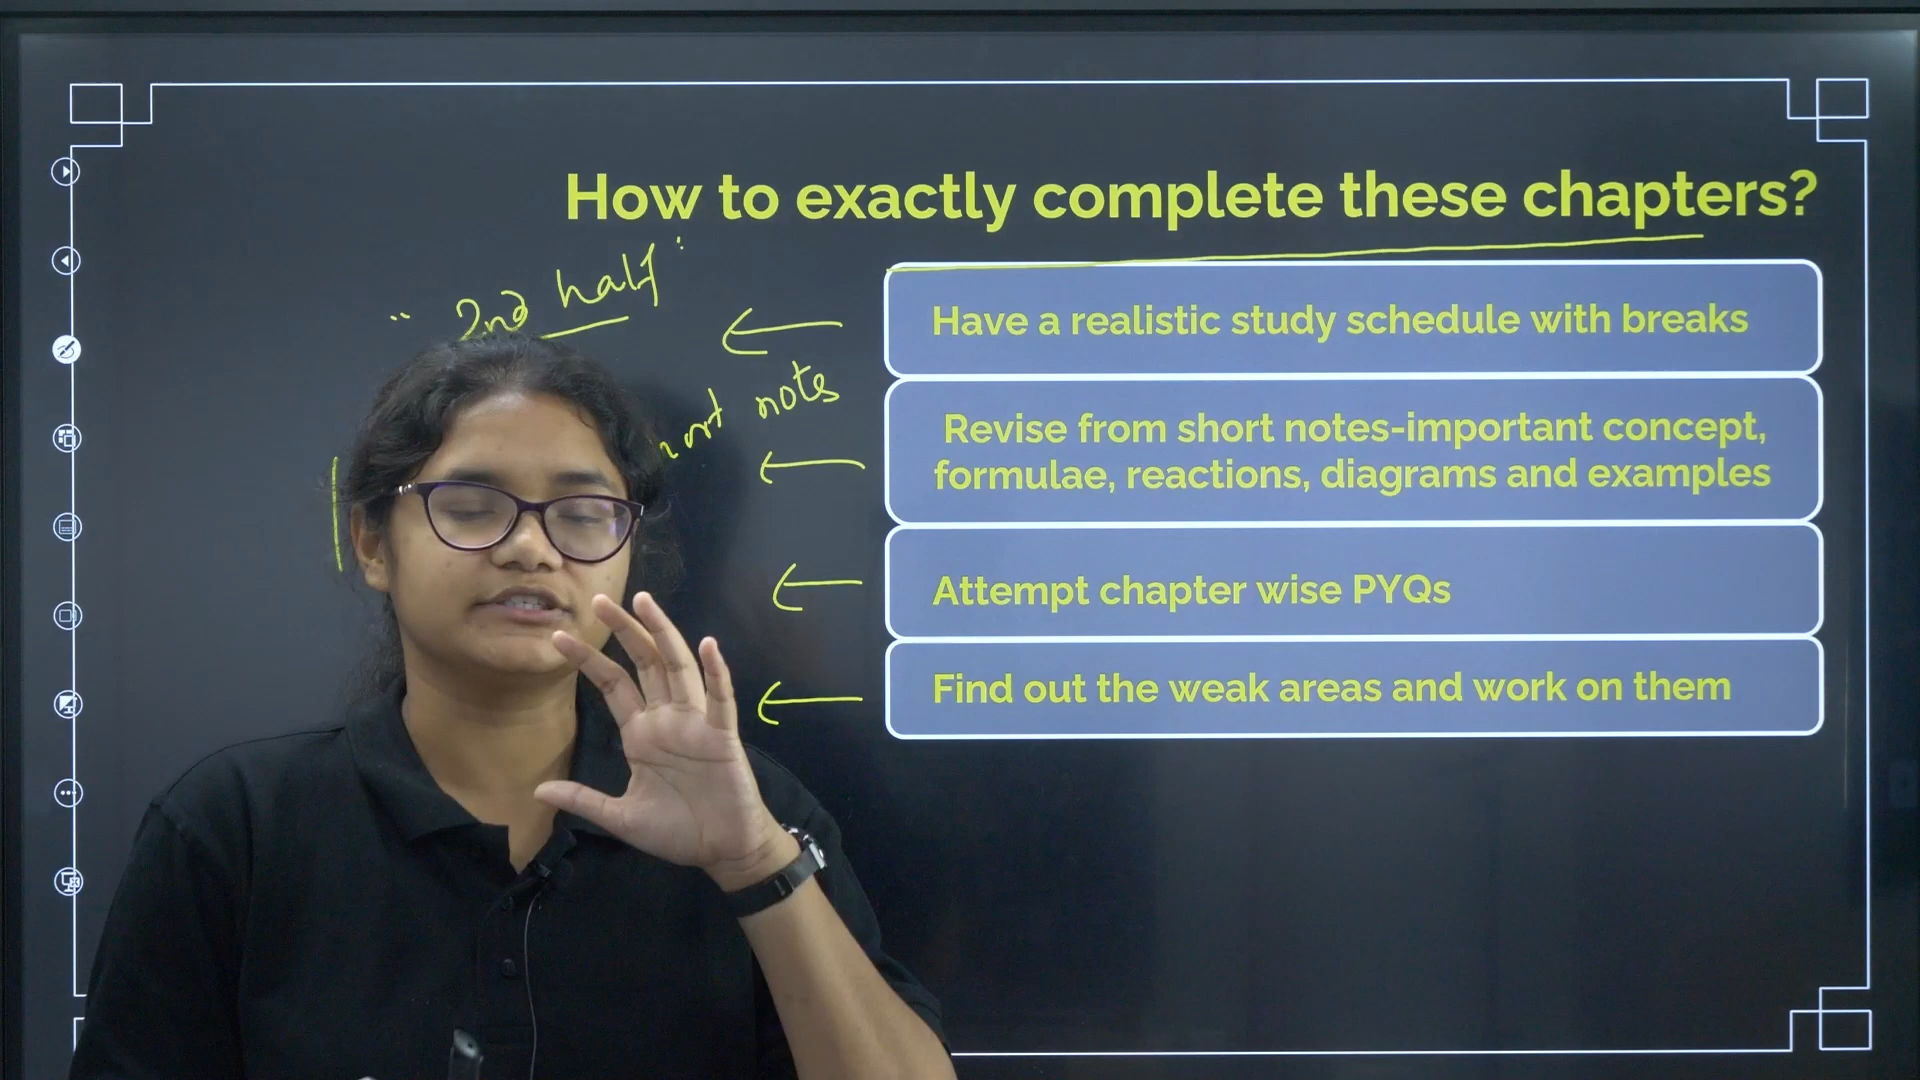 How to exactly complete these chapters?
" 2nd half "
Have a realistic study schedule with breaks
notes
Revise from short notes-important concept,
formulae, reactions, diagrams and examples
Attempt chapter wise PYQs
Find out the weak areas and work on them